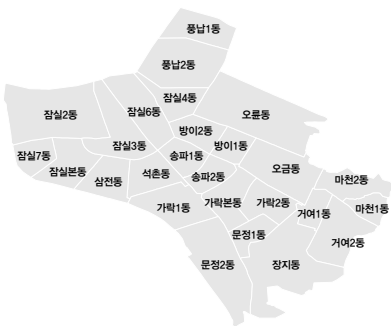 풍납1동
풍납2동
잠실4동
잠실6동
잠실2동
오륜동
방이2동
방이1동
잠실3동
송파1동
잠실7동
오금동
잠실본동
석촌동
송파2동
삼전동
마천2동
가락1동
가락본동
가락2동
거여1동
마천1동
문정1동
거여2동
문정2동
장지동